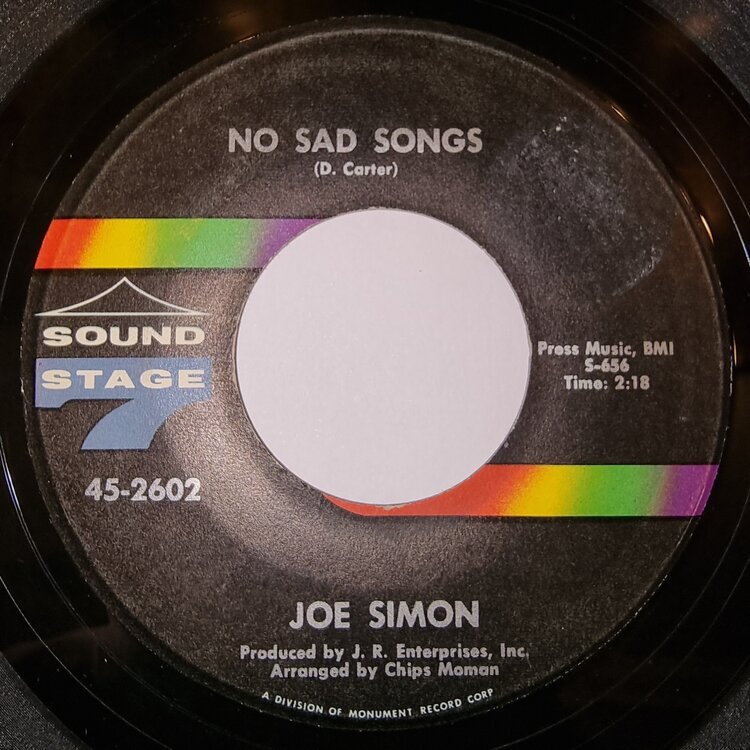 NO SAD SONGS
(D. Carter)
SOUND
STAGE
7
Press Music, BMI
S-656
Time: 2:18
45-2602
JOE SIMON
Produced by J. R. Enterprises, Inc.
Arranged by Chips Moman
A DIVISION OF MONUMENT RECORD CORP